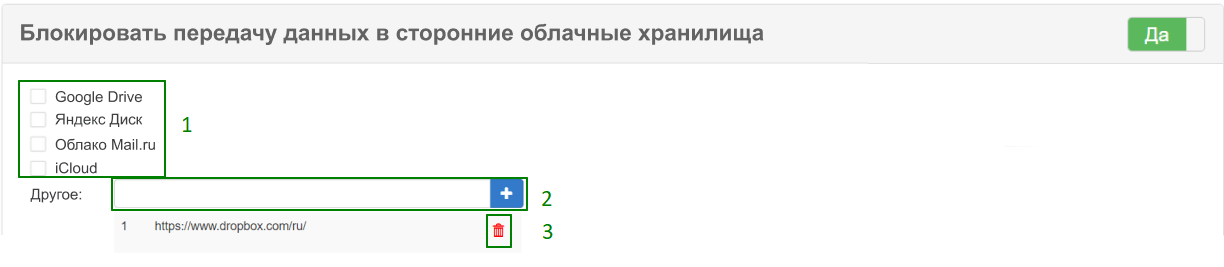 Блокировать передачу данных в сторонние облачные хранилища Да
Google Drive
Яндекс Диск
1
Облако Mail.ru
iCloud
Другое: + 2
1 https://www.dropbox.com/ru/ 3